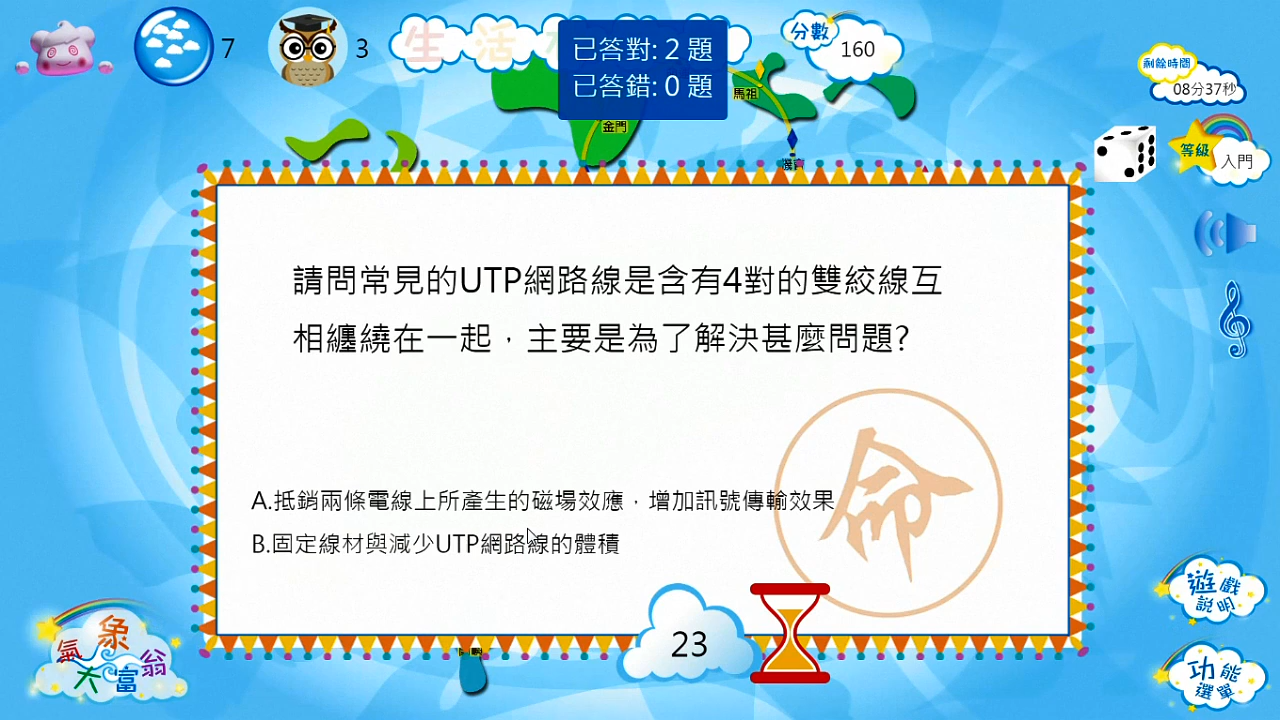 7
3
生活
已答對: 2 題
已答錯: 0 題
分數
160
剩餘時間
08分37秒
等級
入門
馬祖
金門
請問常見的UTP網路線是含有4對的雙絞線互
相纏繞在一起，主要是為了解決甚麼問題?
命
A.抵銷兩條電線上所產生的磁場效應，增加訊號傳輸效果
B.固定線材與減少UTP網路線的體積
23
氣象大富翁
遊戲
說明
功能
選單